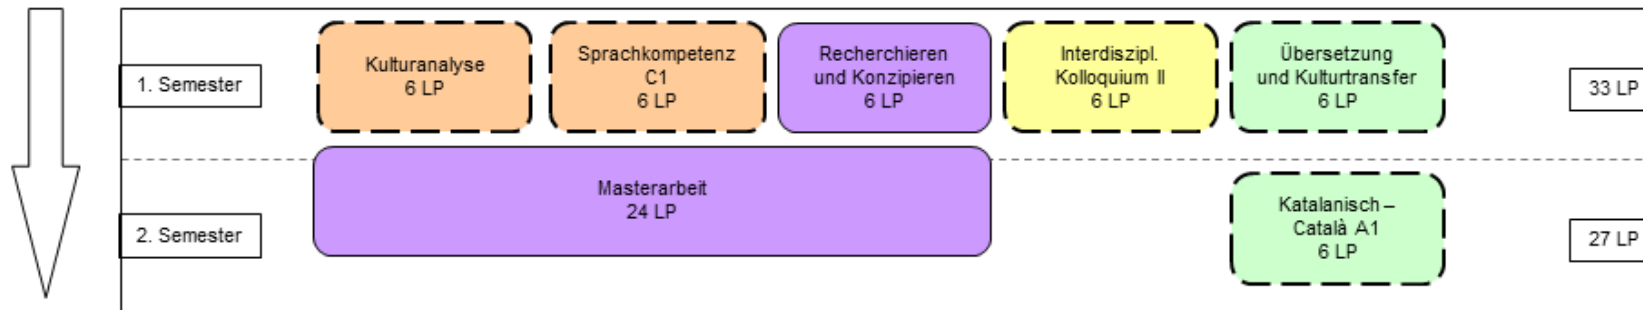 1. Semester
Kulturanalyse
6 LP
Sprachkompetenz
C1
6 LP
Recherchieren
und Konzipieren
6 LP
Interdiszipl.
Kolloquium II
6 LP
Übersetzung
und Kulturtransfer
6 LP
33 LP
2. Semester
Masterarbeit
24 LP
Katalanisch –
Català A1
6 LP
27 LP